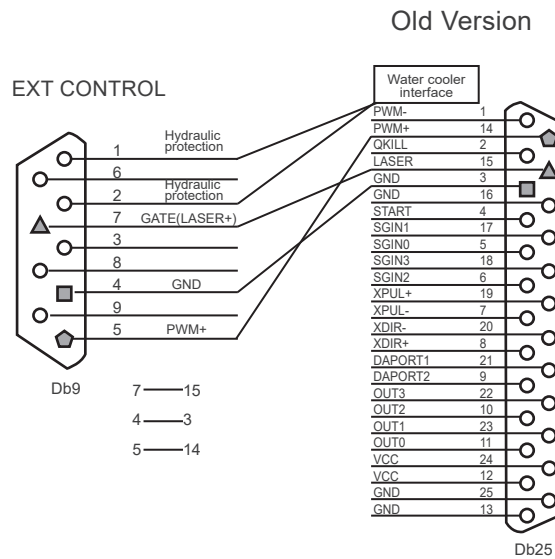 Old Version
EXT CONTROL
Water cooler
interface
1 Hydraulic
protection
6
2 Hydraulic
protection
7 GATE(LASER+)
3
8
4 GND
9
5 PWM+
Db9
7 15
4 3
5 14
PWM- 1
PWM+ 14
QKILL 2
LASER 15
GND 3
GND 16
START 4
SGIN1 17
SGIN0 5
SGIN3 18
SGIN2 6
XPUL+ 19
XPUL- 7
XDIR- 20
XDIR+ 8
DAPORT1 21
DAPORT2 9
OUT3 22
OUT2 10
OUT1 23
OUT0 11
VCC 24
VCC 12
GND 25
GND 13
Db25